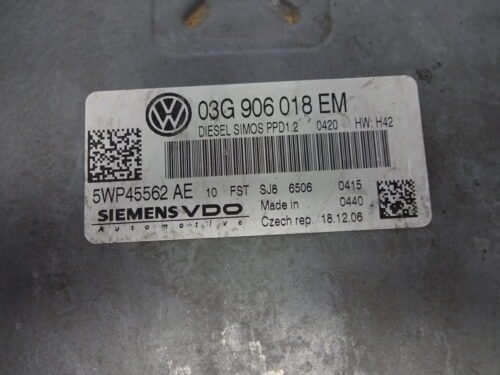 03G 906 018 EM
DIESEL SIMOS PPD1.2 0420 HW: H42
5WP45562 AE 10 FST SJ8 6506 0415
SIEMENS VDO Made in 0440
Automotive Czech rep. 18.12.06